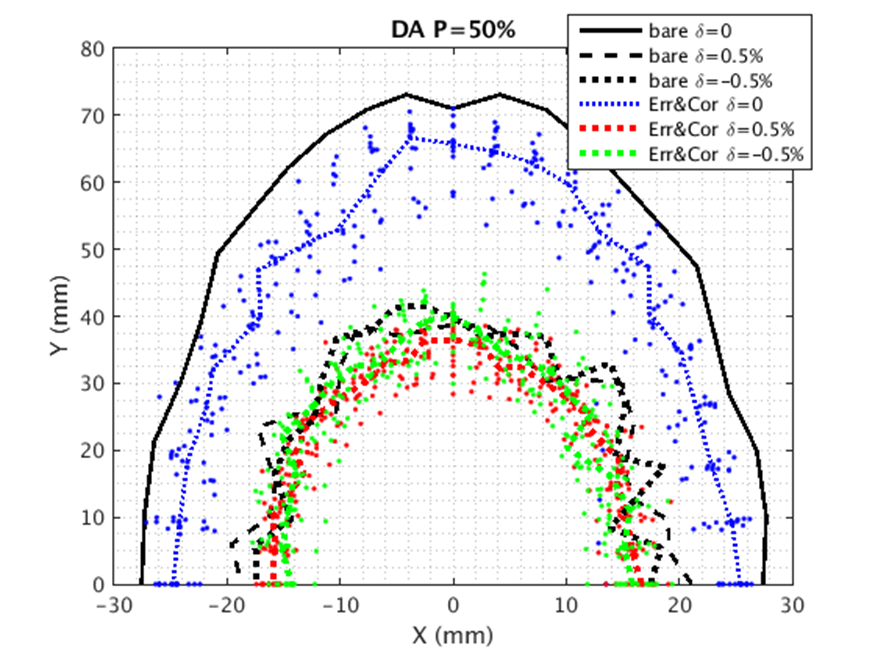 DA P=50%
bare δ=0
bare δ=0.5%
bare δ=-0.5%
Err&Cor δ=0
Err&Cor δ=0.5%
Err&Cor δ=-0.5%
80
70
60
50
40
30
20
10
0
Y (mm)
-30 -20 -10 0 10 20 30
X (mm)